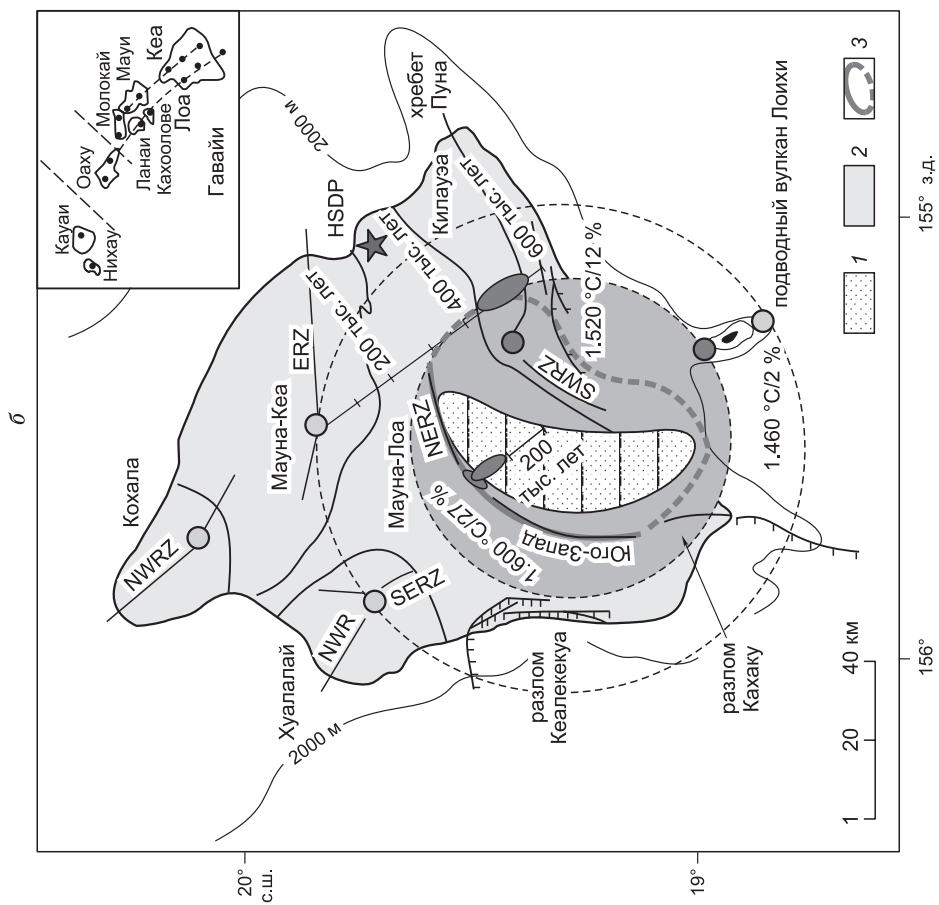 б
Кауаи
Нихау
Оаху
Молокай
Мауи
Ланаи
Кахоолове
Кеа
Лоа
Гавайи
2000 м
HSDP
хребет
Пуна
Кохала
NWRZ
Мауна-Кеа
ERZ
200 тыс. лет
400 тыс. лет
600 тыс. лет
Килауэа
Хуалалай
NWR
SERZ
Мауна-Лоа
NERZ
SWRZ
200
тыс. лет
Юго-Запад
1.600 °C/27 %
1.520 °C/12 %
1.460 °C/2 %
подводный вулкан Лоихи
2000 м
разлом
Кеалекекуа
разлом
Кахаку
1
2
3
1 20 40 км
20°
с.ш.
19°
156°
155° з.д.